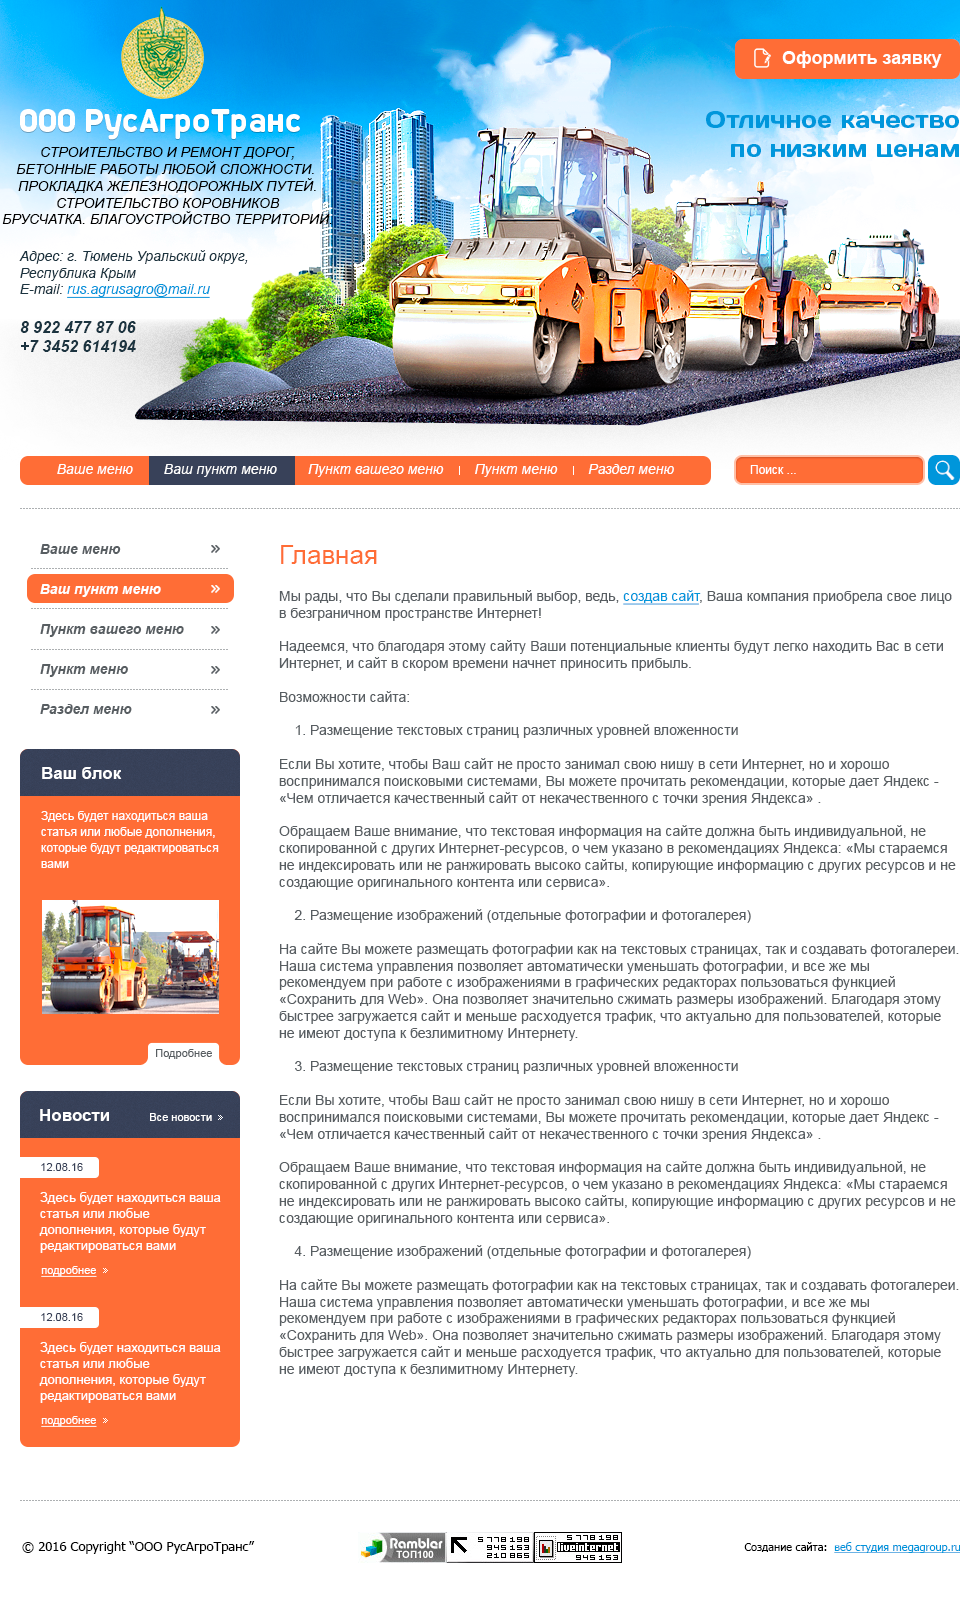 Оформить заявку
ООО РусАгроТранс
Отличное качество
по низким ценам
СТРОИТЕЛЬСТВО И РЕМОНТ ДОРОГ,
БЕТОННЫЕ РАБОТЫ ЛЮБОЙ СЛОЖНОСТИ.
ПРОКЛАДКА ЖЕЛЕЗНОДОРОЖНЫХ ПУТЕЙ.
СТРОИТЕЛЬСТВО КОРОВНИКОВ
БРУСЧАТКА. БЛАГОУСТРОЙСТВО ТЕРРИТОРИИ
Адрес: г. Тюмень Уральский округ,
Республика Крым
E-mail: rus.agrusagro@mail.ru
8 922 477 87 06
+7 3452 614194
Ваше меню Ваш пункт меню Пункт вашего меню Пункт меню Раздел меню Поиск ...
Ваше меню »
Ваш пункт меню »
Пункт вашего меню »
Пункт меню »
Раздел меню »
Ваш блок
Здесь будет находиться ваша
статья или любые дополнения,
которые будут редактироваться
вами
Подробнее
Новости Все новости »
12.08.16
Здесь будет находиться ваша
статья или любые
дополнения, которые будут
редактироваться вами
подробнее »
12.08.16
Здесь будет находиться ваша
статья или любые
дополнения, которые будут
редактироваться вами
подробнее »
Главная
Мы рады, что Вы сделали правильный выбор, ведь, создав сайт, Ваша компания приобрела свое лицо
в безграничном пространстве Интернет!
Надеемся, что благодаря этому сайту Ваши потенциальные клиенты будут легко находить Вас в сети
Интернет, и сайт в скором времени начнет приносить прибыль.
Возможности сайта:
1. Размещение текстовых страниц различных уровней вложенности
Если Вы хотите, чтобы Ваш сайт не просто занимал свою нишу в сети Интернет, но и хорошо
воспринимался поисковыми системами, Вы можете прочитать рекомендации, которые дает Яндекс -
«Чем отличается качественный сайт от некачественного с точки зрения Яндекса» .
Обращаем Ваше внимание, что текстовая информация на сайте должна быть индивидуальной, не
скопированной с других Интернет-ресурсов, о чем указано в рекомендациях Яндекса: «Мы стараемся
не индексировать или не ранжировать высоко сайты, копирующие информацию с других ресурсов и не
создающие оригинального контента или сервиса».
2. Размещение изображений (отдельные фотографии и фотогалерея)
На сайте Вы можете размещать фотографии как на текстовых страницах, так и создавать фотогалереи.
Наша система управления позволяет автоматически уменьшать фотографии, и все же мы
рекомендуем при работе с изображениями в графических редакторах пользоваться функцией
«Сохранить для Web». Она позволяет значительно сжимать размеры изображений. Благодаря этому
быстрее загружается сайт и меньше расходуется трафик, что актуально для пользователей, которые
не имеют доступа к безлимитному Интернету.
3. Размещение текстовых страниц различных уровней вложенности
Если Вы хотите, чтобы Ваш сайт не просто занимал свою нишу в сети Интернет, но и хорошо
воспринимался поисковыми системами, Вы можете прочитать рекомендации, которые дает Яндекс -
«Чем отличается качественный сайт от некачественного с точки зрения Яндекса» .
Обращаем Ваше внимание, что текстовая информация на сайте должна быть индивидуальной, не
скопированной с других Интернет-ресурсов, о чем указано в рекомендациях Яндекса: «Мы стараемся
не индексировать или не ранжировать высоко сайты, копирующие информацию с других ресурсов и не
создающие оригинального контента или сервиса».
4. Размещение изображений (отдельные фотографии и фотогалерея)
На сайте Вы можете размещать фотографии как на текстовых страницах, так и создавать фотогалереи.
Наша система управления позволяет автоматически уменьшать фотографии, и все же мы
рекомендуем при работе с изображениями в графических редакторах пользоваться функцией
«Сохранить для Web». Она позволяет значительно сжимать размеры изображений. Благодаря этому
быстрее загружается сайт и меньше расходуется трафик, что актуально для пользователей, которые
не имеют доступа к безлимитному Интернету.
© 2016 Copyright “ООО РусАгроТранс”
Rambler
ТОП100
5 778 198
945 153
210 865
5 778 198
liveinternet
945 153
Создание сайта: веб студия megagroup.ru